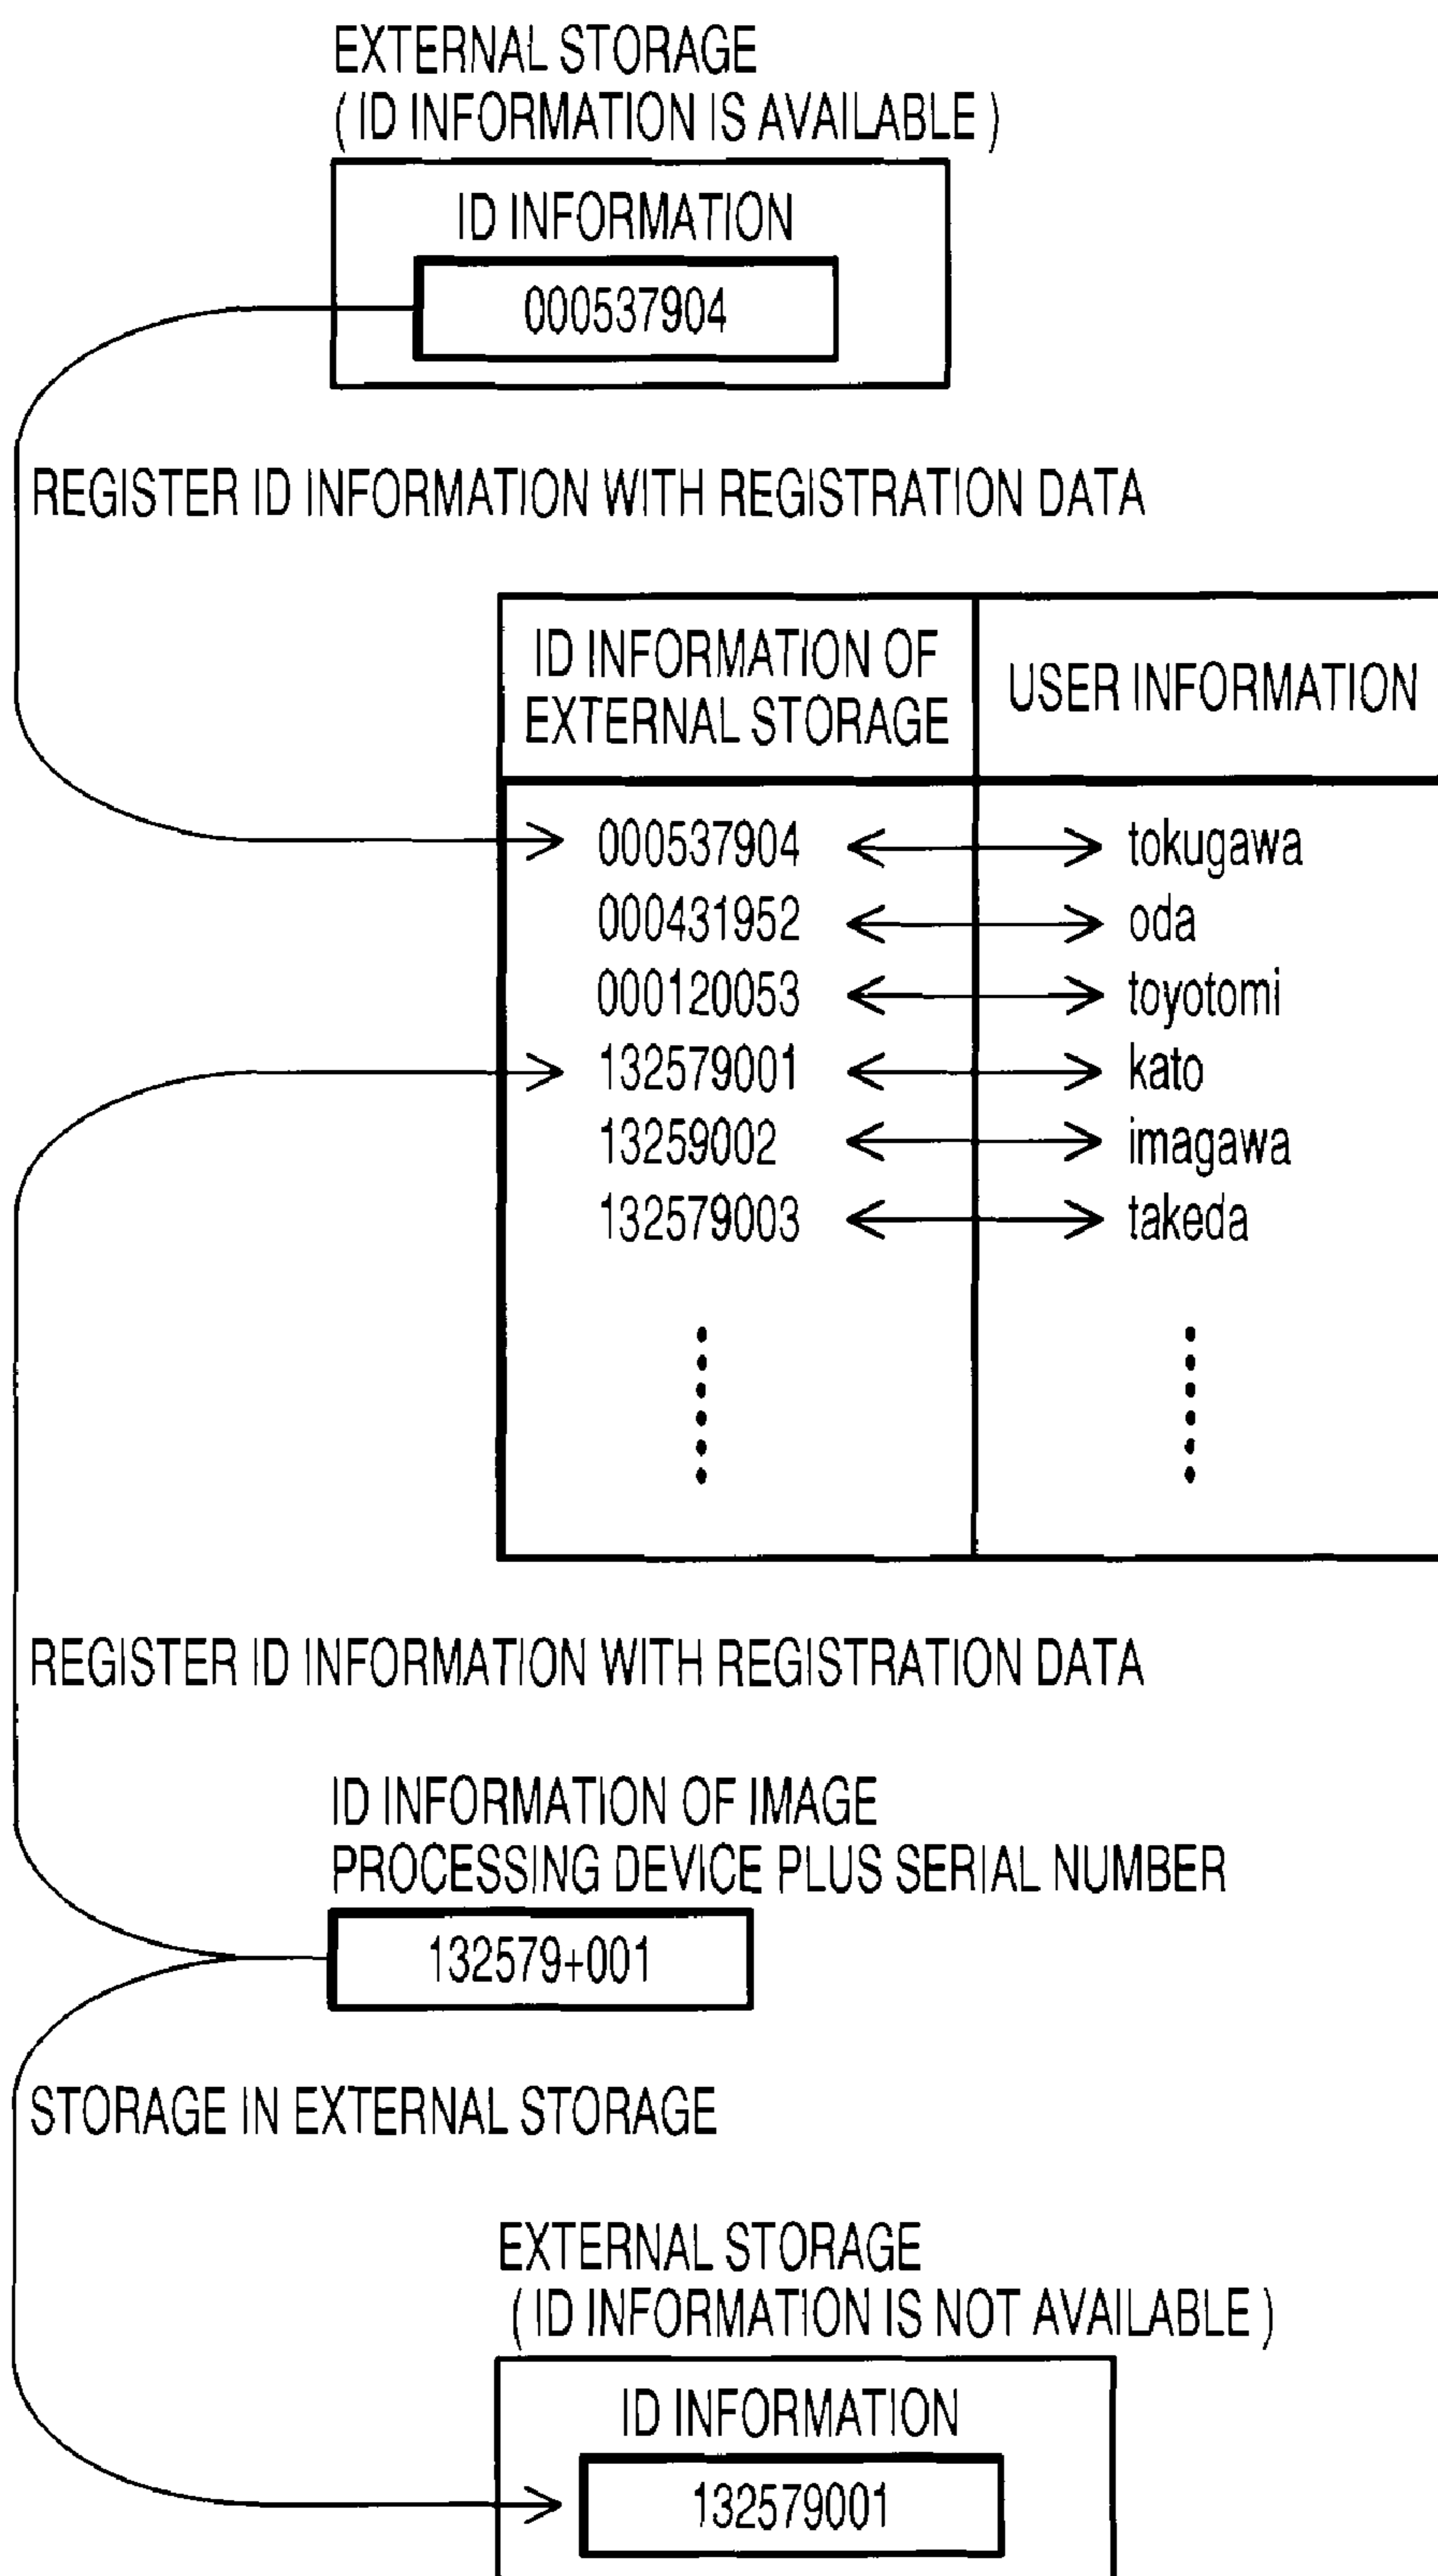 EXTERNAL STORAGE
( ID INFORMATION IS AVAILABLE )
ID INFORMATION
000537904
REGISTER ID INFORMATION WITH REGISTRATION DATA
ID INFORMATION OF
EXTERNAL STORAGE
USER INFORMATION
000537904 tokugawa
000431952 oda
000120053 toyotomi
132579001 kato
13259002 imagawa
132579003 takeda
REGISTER ID INFORMATION WITH REGISTRATION DATA
ID INFORMATION OF IMAGE
PROCESSING DEVICE PLUS SERIAL NUMBER
132579+001
STORAGE IN EXTERNAL STORAGE
EXTERNAL STORAGE
( ID INFORMATION IS NOT AVAILABLE )
ID INFORMATION
132579001